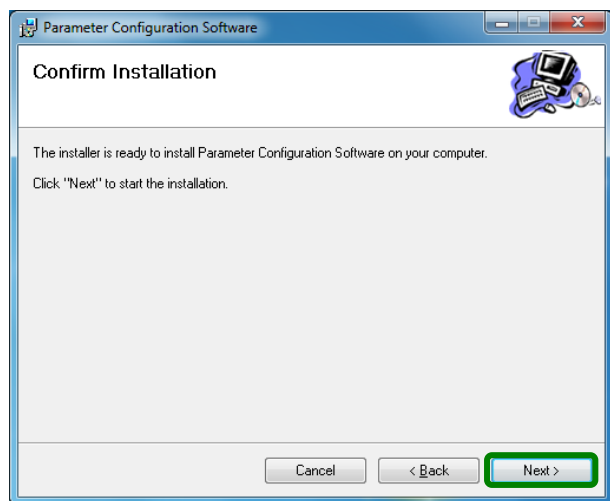 Parameter Configuration Software
Confirm Installation
The installer is ready to install Parameter Configuration Software on your computer.
Click "Next" to start the installation.
Cancel
< Back
Next >